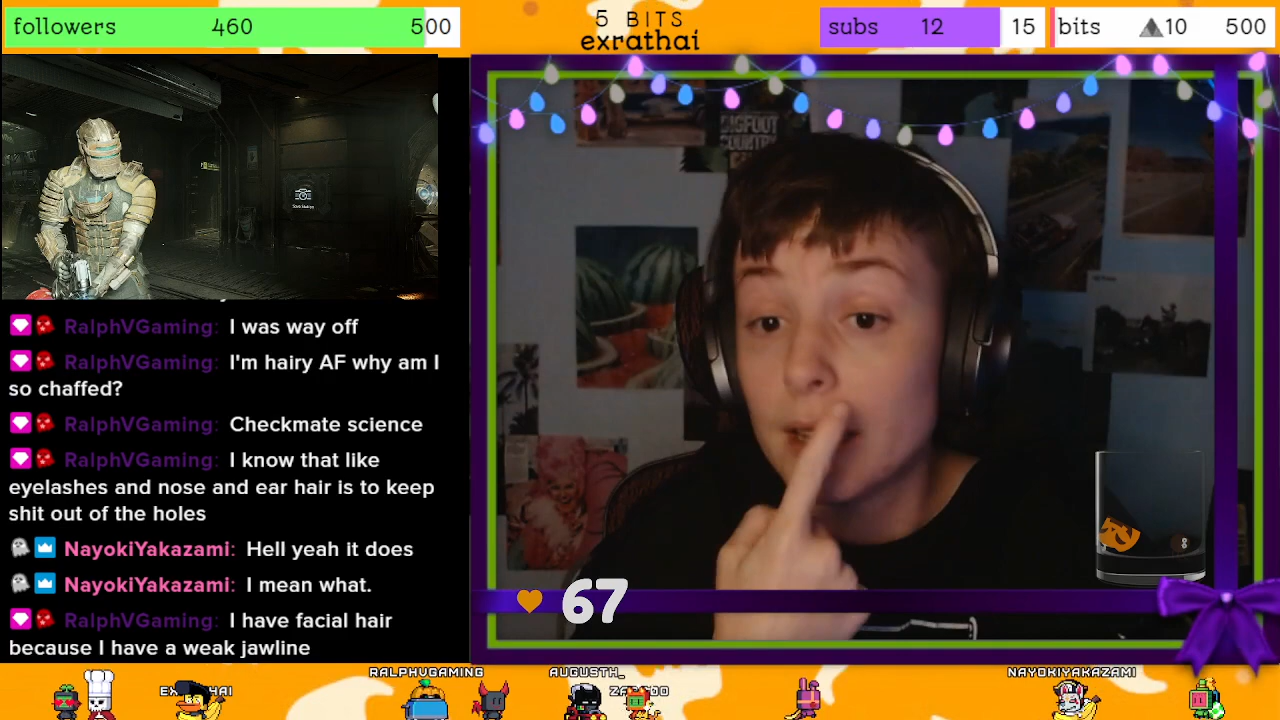 followers 460 500
5 BITS
exrathai
subs 12 15
bits 10 500
BIGFOOT
COUNTRY
RalphVGaming: I was way off
RalphVGaming: I'm hairy AF why am I
so chaffed?
RalphVGaming: Checkmate science
RalphVGaming: I know that like
eyelashes and nose and ear hair is to keep
shit out of the holes
NayokiYakazami: Hell yeah it does
NayokiYakazami: I mean what.
RalphVGaming: I have facial hair
because I have a weak jawline
67
RALPHVGAMING
AUGUSTH_
NAYOKIYAKAZAMI